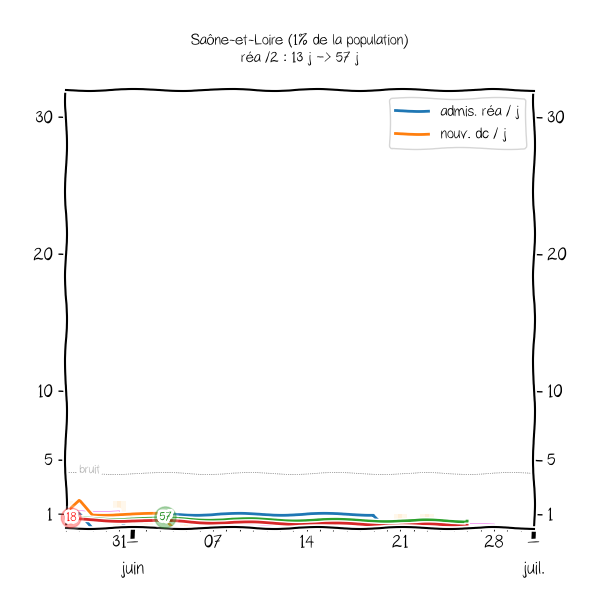 Saône-et-Loire (1% de la population)
réa /2 : 13 j -> 57 j
admis. réa / j
nouv. dc / j
30
30
20
20
10
10
5
5
bruit
1
1
18
57
31
07
14
21
28
juin
juil.